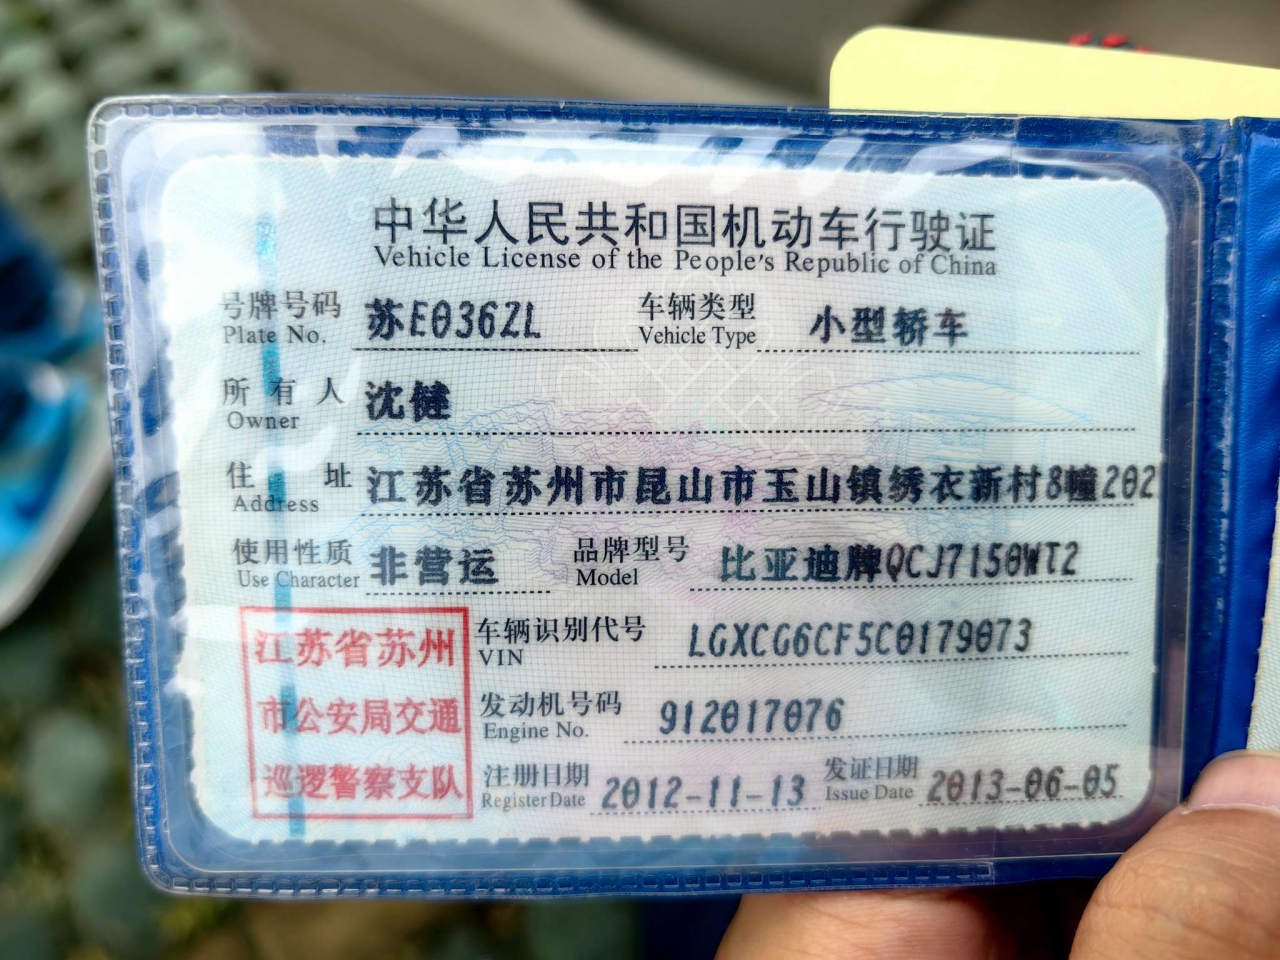 中华人民共和国机动车行驶证
Vehicle License of the People's Republic of China
号牌号码 苏E036ZL 车辆类型 小型轿车
Plate No. Vehicle Type
所有人 沈健
Owner
住址 江苏省苏州市昆山市玉山镇绣衣新村8幢202
Address
使用性质 非营运 品牌型号 比亚迪牌QCJ7150WT2
Use Character Model
江苏省苏州
市公安局交通
巡逻警察支队
车辆识别代号 LGXCG6CF5C0179073
VIN
发动机号码 912017076
Engine No.
注册日期 2012-11-13 发证日期 2013-06-05
Register Date Issue Date